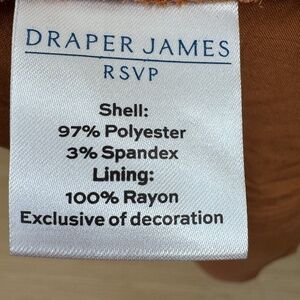 DRAPER JAMES
RSVP
Shell:
97% Polyester
3% Spandex
Lining:
100% Rayon
Exclusive of decoration